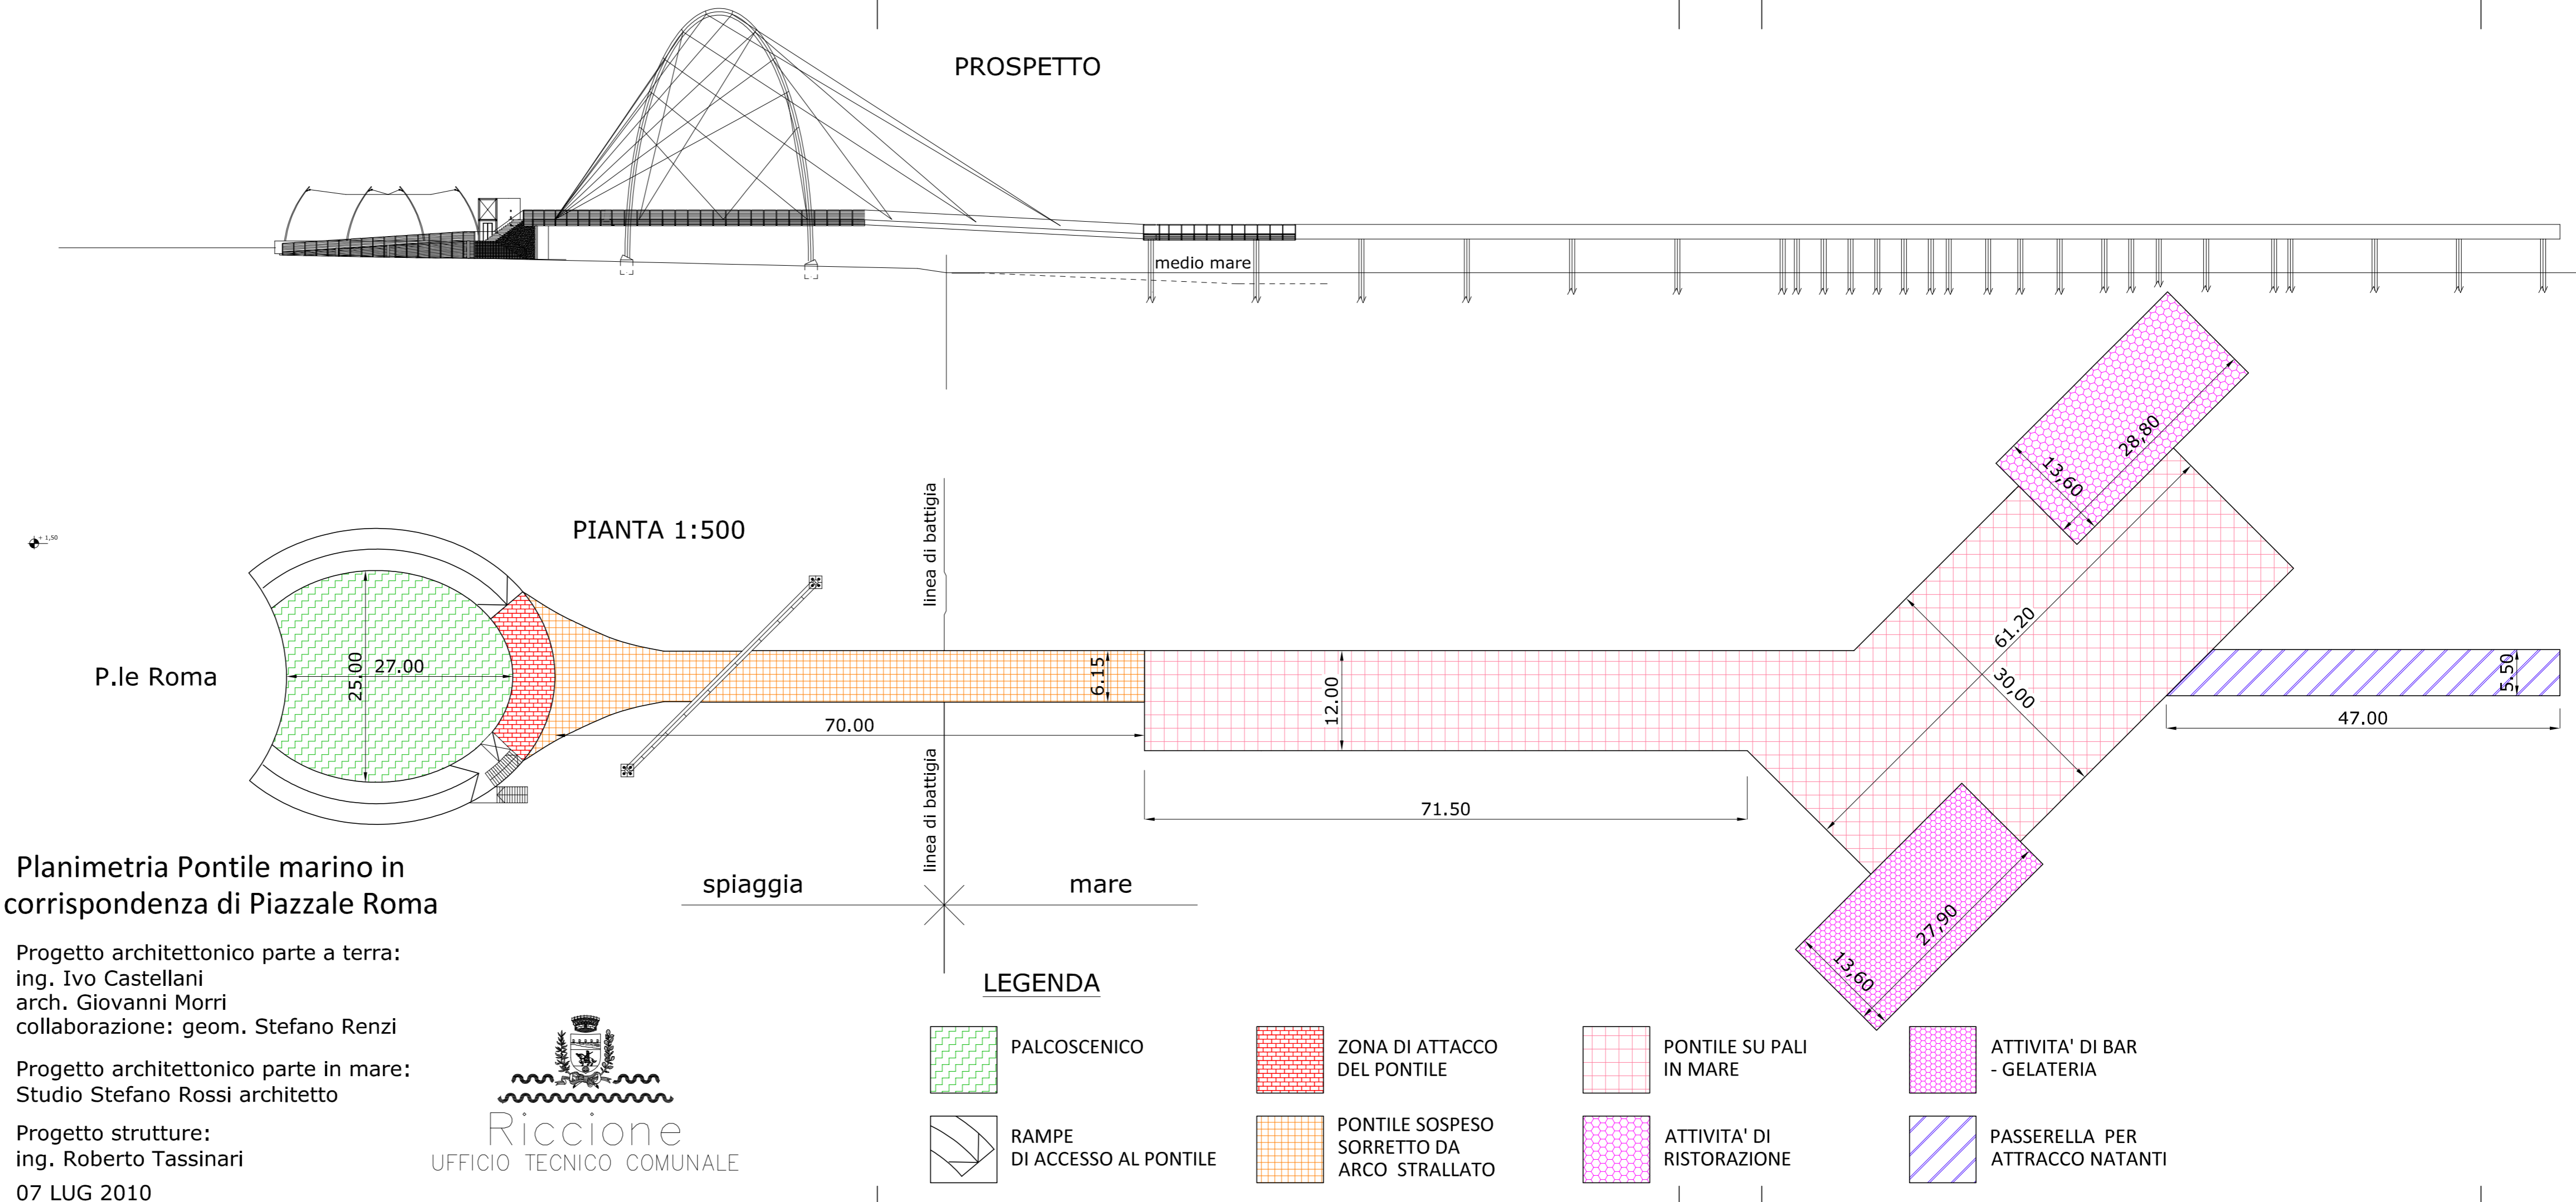 PROSPETTO
medio mare
PIANTA 1:500
+ 1,50
P.le Roma
25.00
27.00
linea di battigia
linea di battigia
6.15
70.00
12.00
71.50
28,80
13,60
61.20
30,00
5.50
47.00
27,90
13,60
spiaggia
mare
Planimetria Pontile marino in
corrispondenza di Piazzale Roma
Progetto architettonico parte a terra:
ing. Ivo Castellani
arch. Giovanni Morri
collaborazione: geom. Stefano Renzi
Progetto architettonico parte in mare:
Studio Stefano Rossi architetto
Progetto strutture:
ing. Roberto Tassinari
07 LUG 2010
Riccione
UFFICIO TECNICO COMUNALE
LEGENDA
PALCOSCENICO
RAMPE
DI ACCESSO AL PONTILE
ZONA DI ATTACCO
DEL PONTILE
PONTILE SOSPESO
SORRETTO DA
ARCO STRALLATO
PONTILE SU PALI
IN MARE
ATTIVITA' DI
RISTORAZIONE
ATTIVITA' DI BAR
- GELATERIA
PASSERELLA PER
ATTRACCO NATANTI